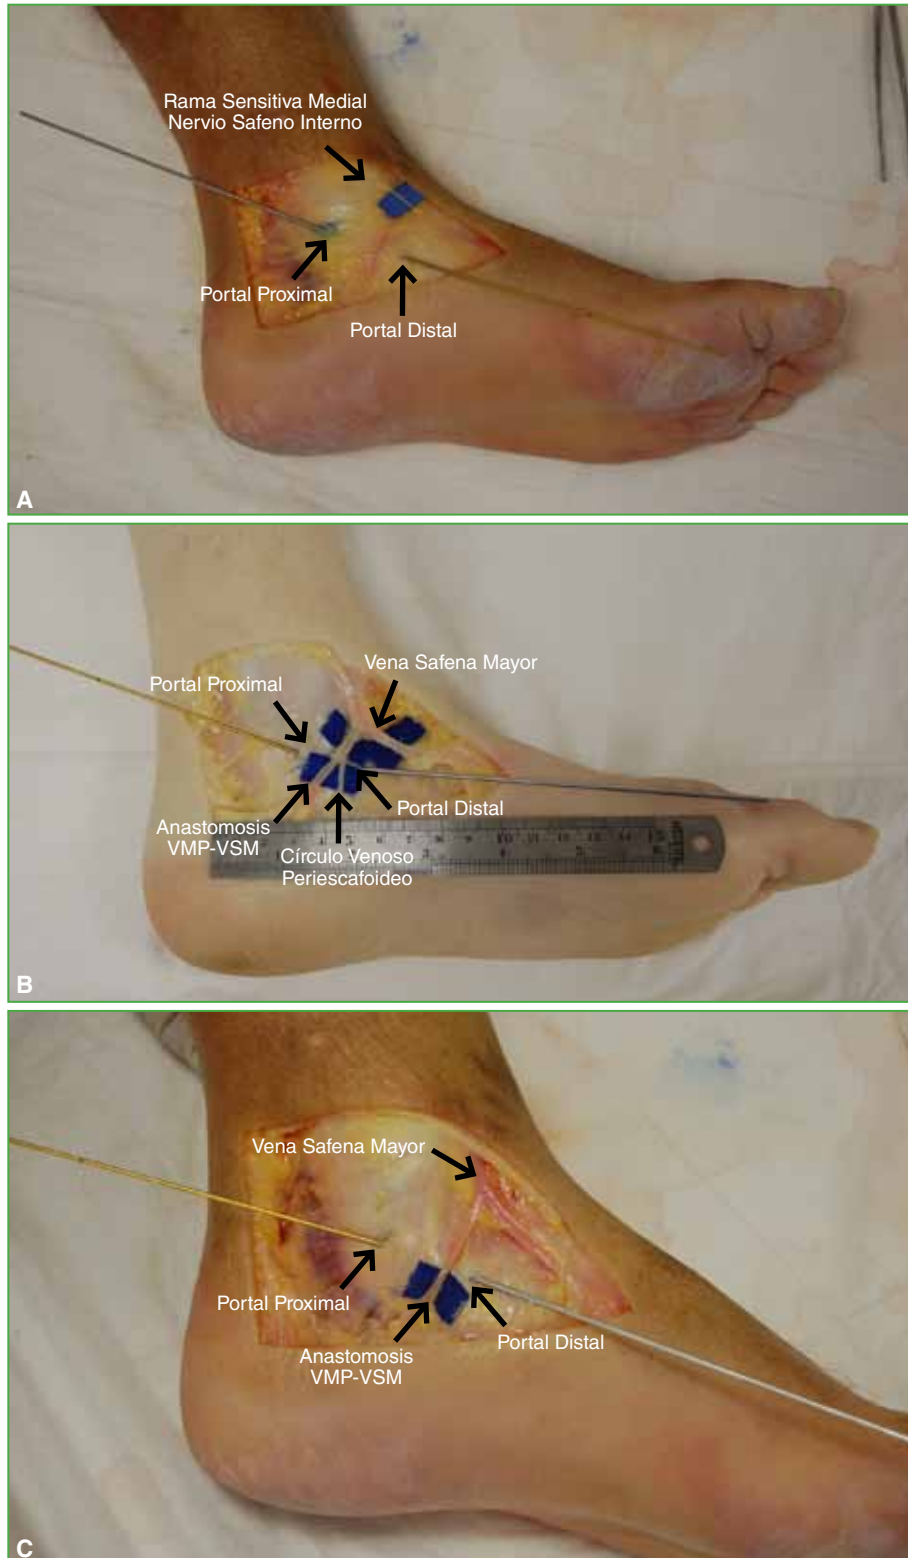 Rama Sensitiva Medial
Nervio Safeno Interno
Portal Proximal
Portal Distal
A
Vena Safena Mayor
Portal Proximal
Portal Distal
Anastomosis
VMP-VSM
Círculo Venoso
Periescafoideo
B
Vena Safena Mayor
Portal Proximal
Portal Distal
Anastomosis
VMP-VSM
C